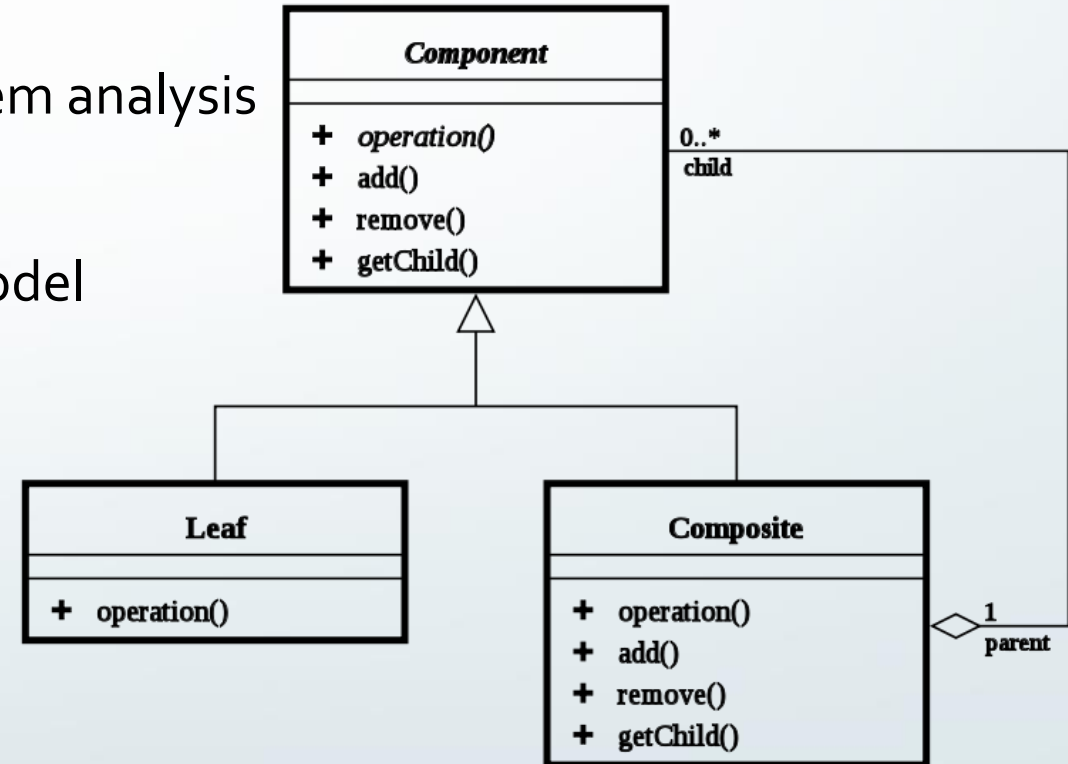 em analysis
odel
Component
+ operation()
+ add()
+ remove()
+ getChild()
0..*
child
Leaf
+ operation()
Composite
+ operation()
+ add()
+ remove()
+ getChild()
1
parent